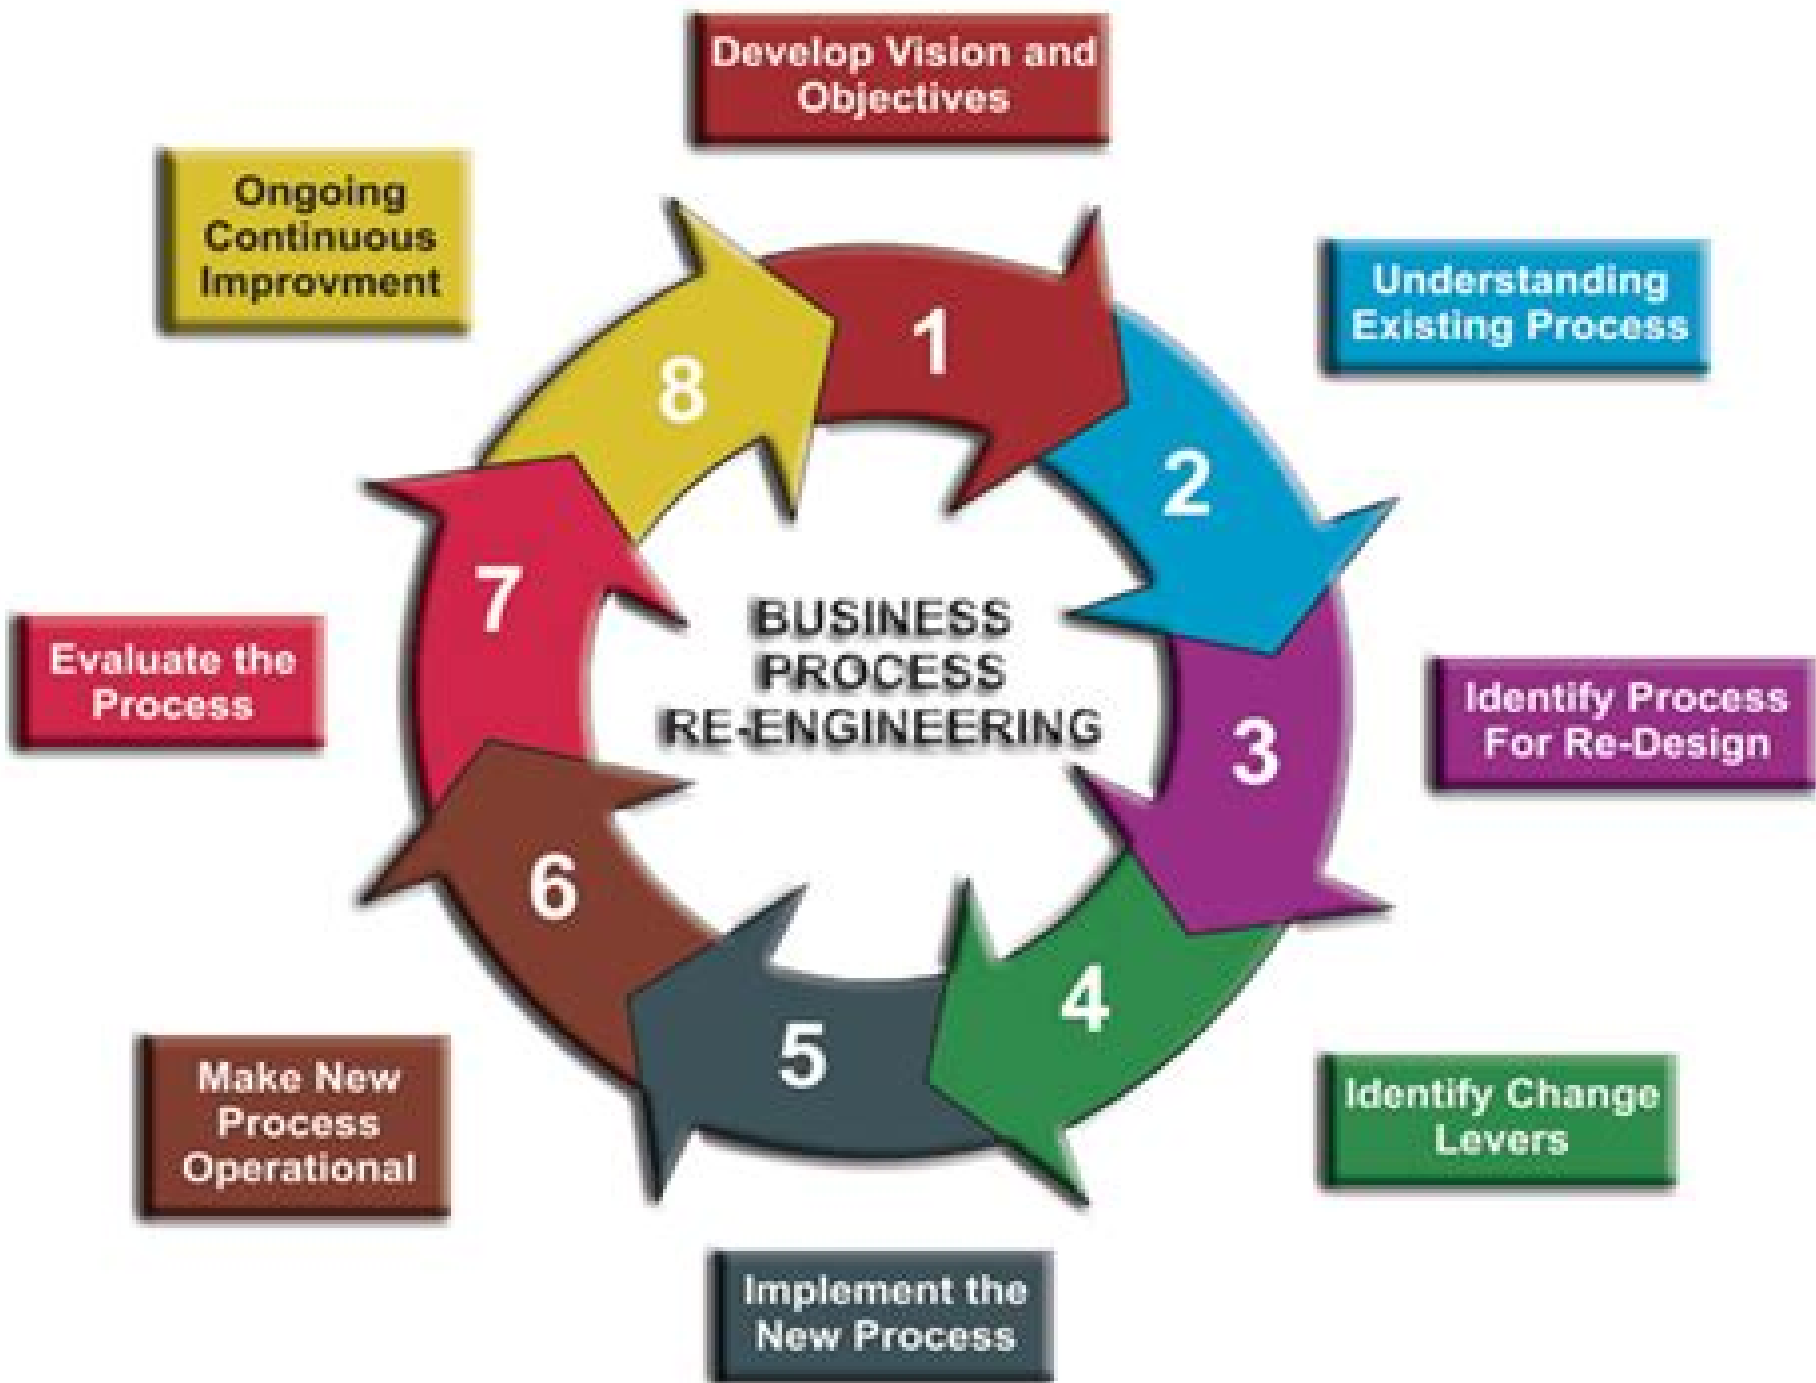 Develop Vision and
Objectives
Ongoing
Continuous
Improvment
Understanding
Existing Process
1
8
2
BUSINESS
PROCESS
RE-ENGINEERING
7
Evaluate the
Process
Identify Process
For Re-Design
3
6
4
5
Make New
Process
Operational
Identify Change
Levers
Implement the
New Process